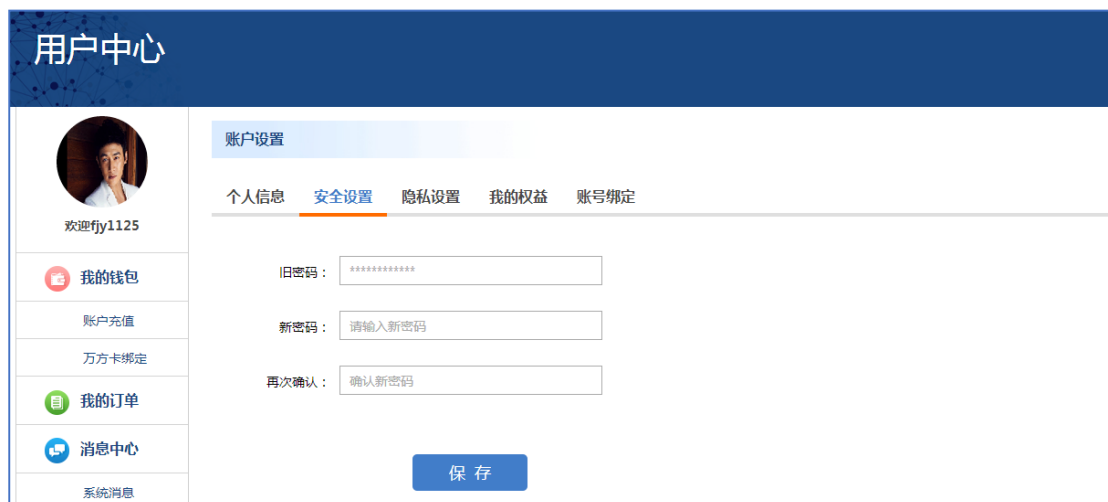 用户中心
欢迎fjy1125
我的钱包
账户充值
万方卡绑定
我的订单
消息中心
系统消息
账户设置
个人信息 安全设置 隐私设置 我的权益 账号绑定
旧密码： ************
新密码： 请输入新密码
再次确认： 确认新密码
保 存